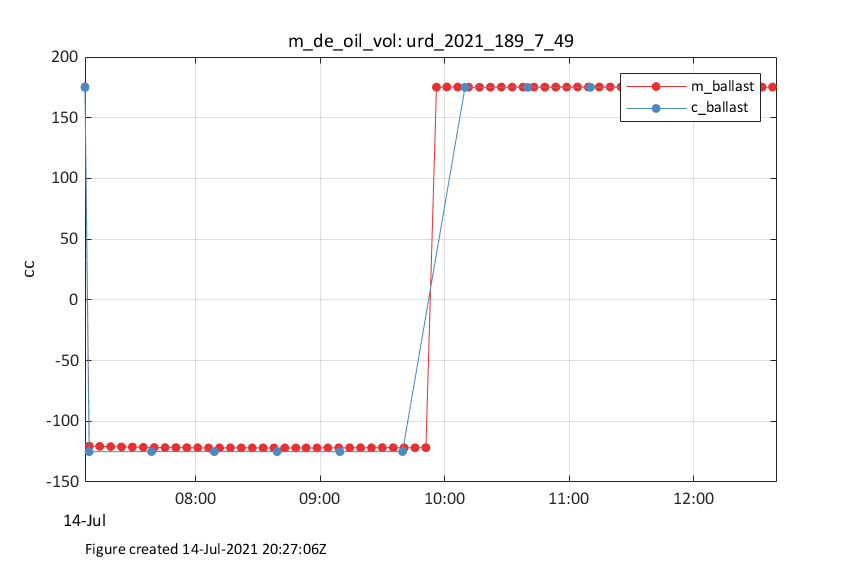 m_de_oil_vol: urd_2021_189_7_49
200
150
100
50
0
-50
-100
-150
cc
m_ballast
c_ballast
08:00 09:00 10:00 11:00 12:00
14-Jul
Figure created 14-Jul-2021 20:27:06Z